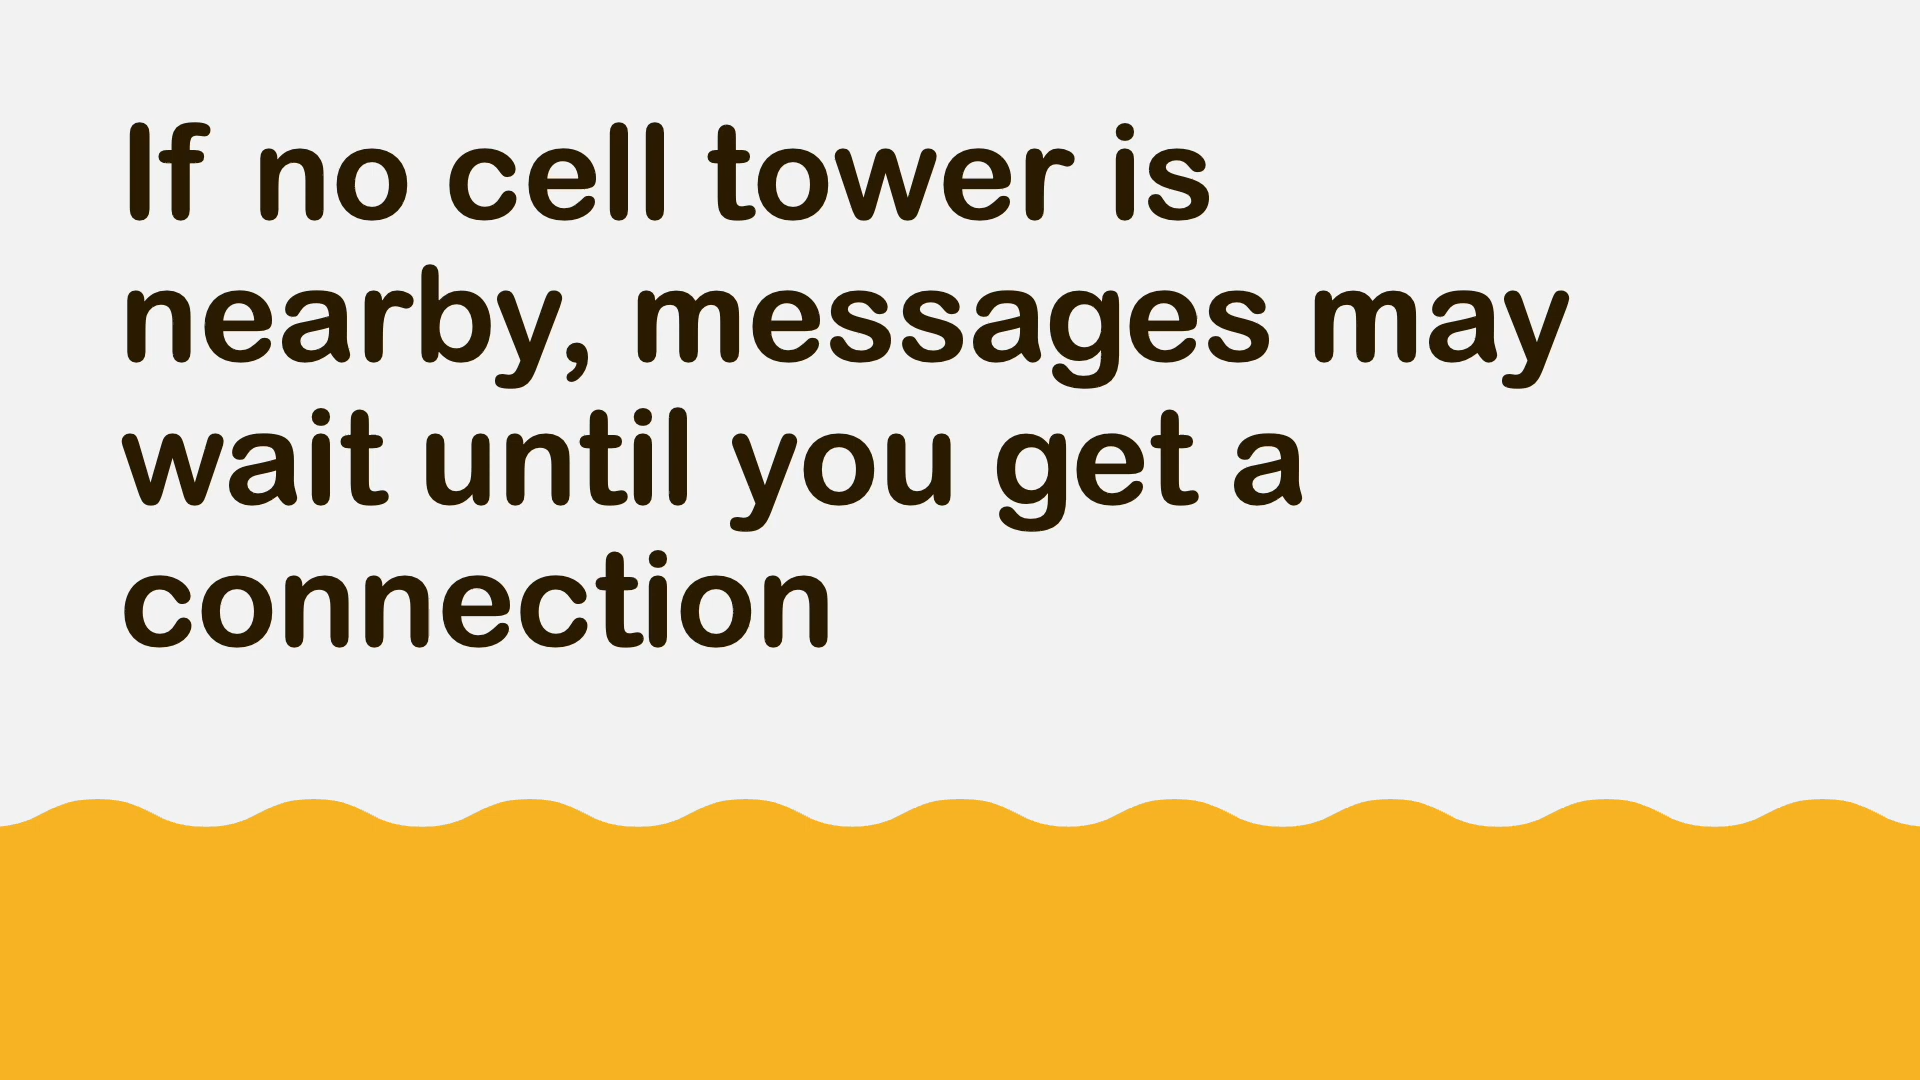 If no cell tower is
nearby, messages may
wait until you get a
connection